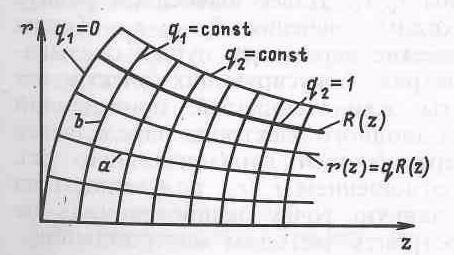 r
q₁=0
q₁=const
q₂=const
q₂=1
R(z)
b
a
r(z)=qR(z)
z